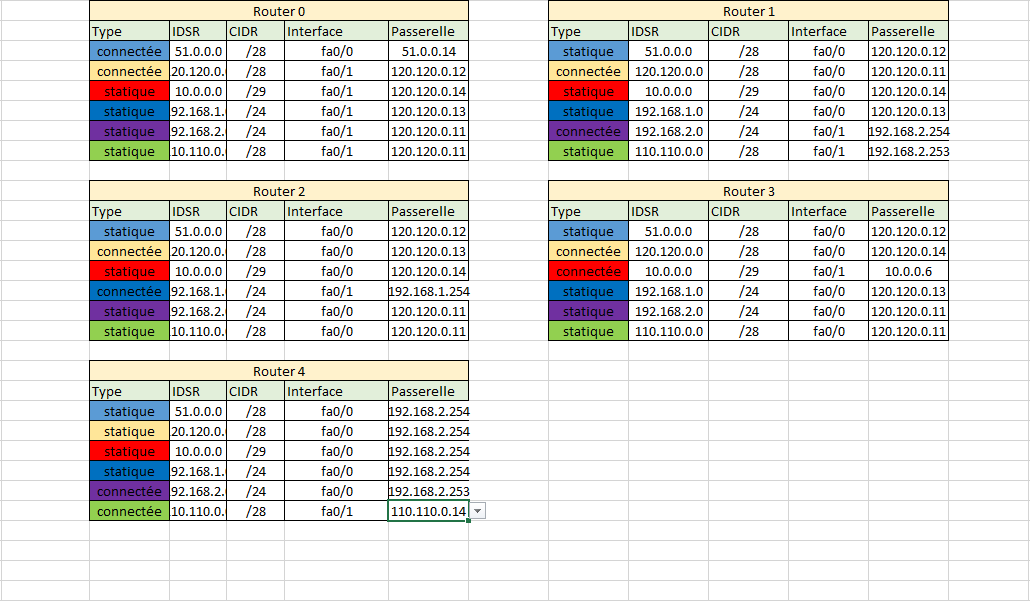 Router 0
Type IDSR CIDR Interface Passerelle
connectée 51.0.0.0 /28 fa0/0 51.0.0.14
connectée 20.120.0. /28 fa0/1 120.120.0.12
statique 10.0.0.0 /29 fa0/1 120.120.0.14
statique 92.168.1. /24 fa0/1 120.120.0.13
statique 92.168.2. /24 fa0/1 120.120.0.11
statique 10.110.0. /28 fa0/1 120.120.0.11
Router 1
Type IDSR CIDR Interface Passerelle
statique 51.0.0.0 /28 fa0/0 120.120.0.12
connectée 120.120.0.0 /28 fa0/0 120.120.0.11
statique 10.0.0.0 /29 fa0/0 120.120.0.14
statique 192.168.1.0 /24 fa0/0 120.120.0.13
connectée 192.168.2.0 /24 fa0/1 192.168.2.254
statique 110.110.0.0 /28 fa0/1 192.168.2.253
Router 2
Type IDSR CIDR Interface Passerelle
statique 51.0.0.0 /28 fa0/0 120.120.0.12
connectée 20.120.0. /28 fa0/0 120.120.0.13
statique 10.0.0.0 /29 fa0/0 120.120.0.14
connectée 92.168.1. /24 fa0/1 192.168.1.254
statique 92.168.2. /24 fa0/0 120.120.0.11
statique 10.110.0. /28 fa0/0 120.120.0.11
Router 3
Type IDSR CIDR Interface Passerelle
statique 51.0.0.0 /28 fa0/0 120.120.0.12
connectée 120.120.0.0 /28 fa0/0 120.120.0.14
connectée 10.0.0.0 /29 fa0/1 10.0.0.6
statique 192.168.1.0 /24 fa0/0 120.120.0.13
statique 192.168.2.0 /24 fa0/0 120.120.0.11
statique 110.110.0.0 /28 fa0/0 120.120.0.11
Router 4
Type IDSR CIDR Interface Passerelle
statique 51.0.0.0 /28 fa0/0 192.168.2.254
statique 20.120.0. /28 fa0/0 192.168.2.254
statique 10.0.0.0 /29 fa0/0 192.168.2.254
statique 92.168.1. /24 fa0/0 192.168.2.254
connectée 92.168.2. /24 fa0/0 192.168.2.253
connectée 10.110.0. /28 fa0/1 110.110.0.14